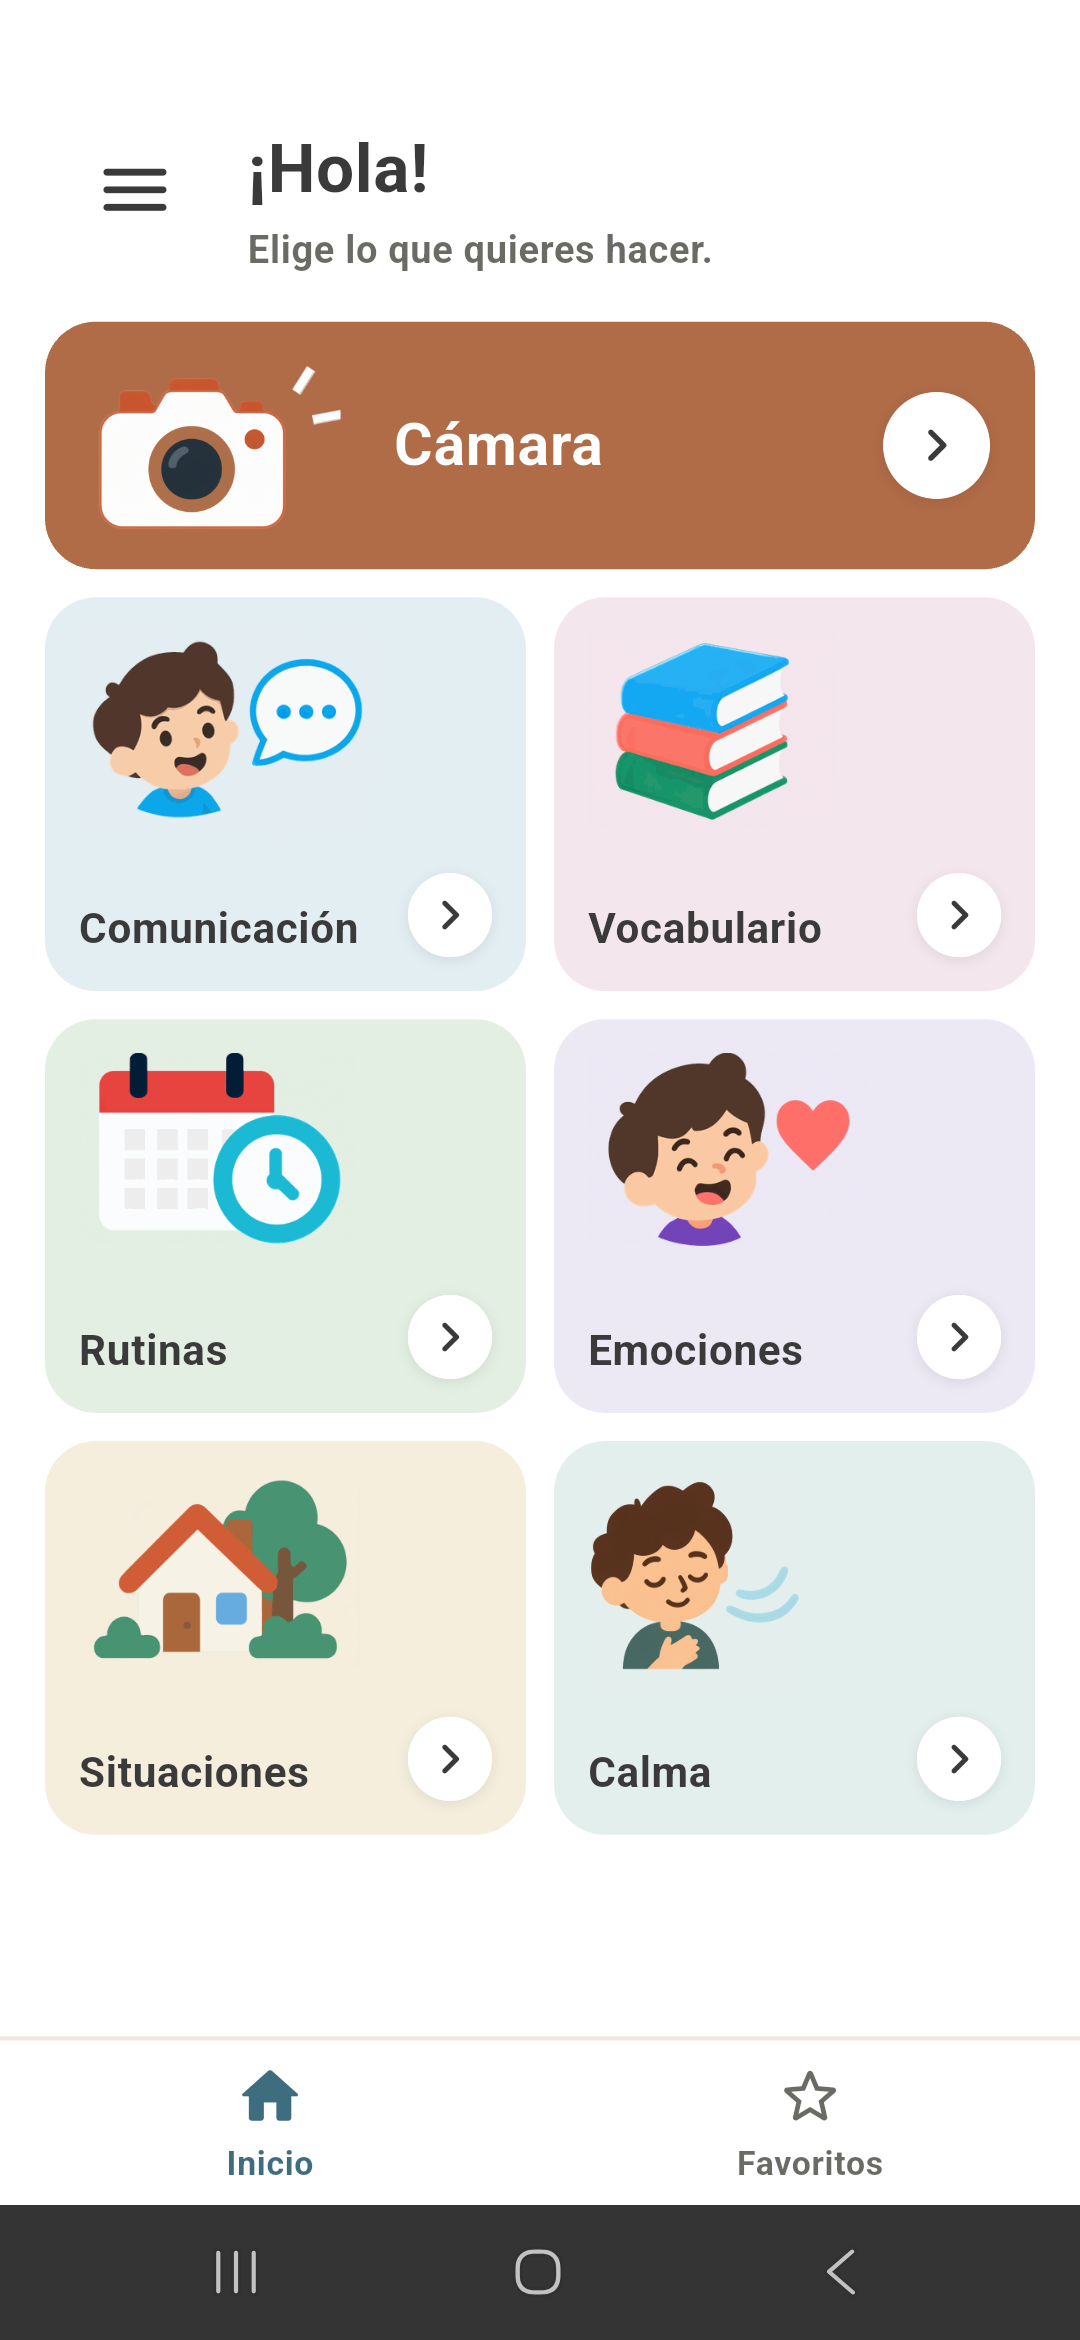 ¡Hola!
Elige lo que quieres hacer.
Cámara
Comunicación
Vocabulario
Rutinas
Emociones
Situaciones
Calma
Inicio
Favoritos